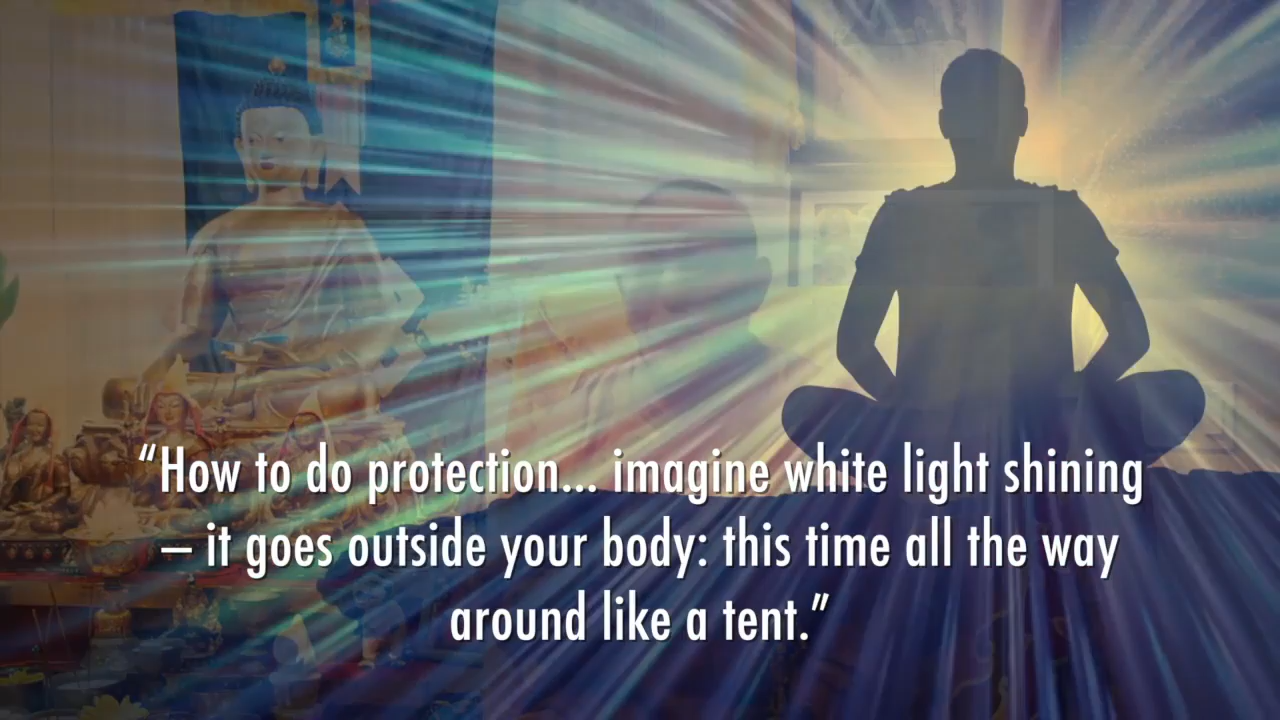 “How to do protection... imagine white light shining
– it goes outside your body: this time all the way
around like a tent.”